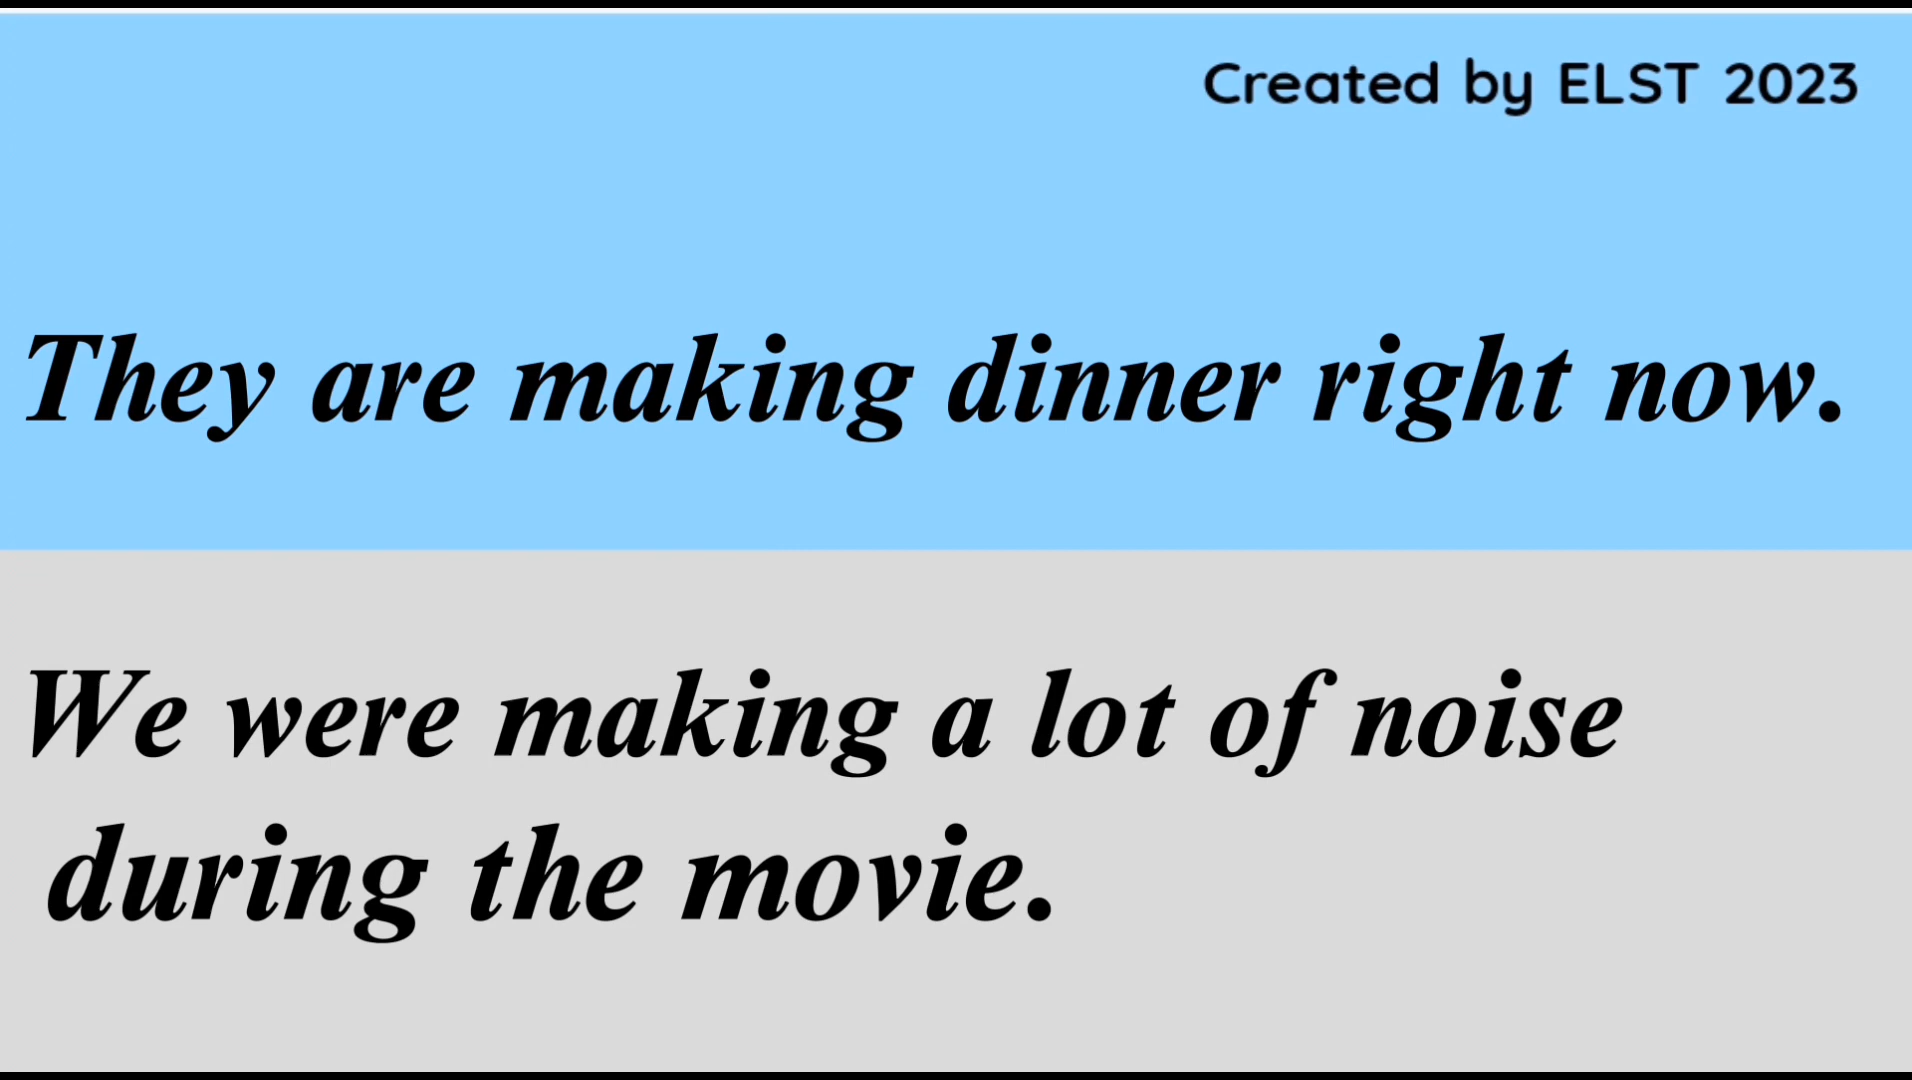 Created by ELST 2023
They are making dinner right now.
We were making a lot of noise
during the movie.